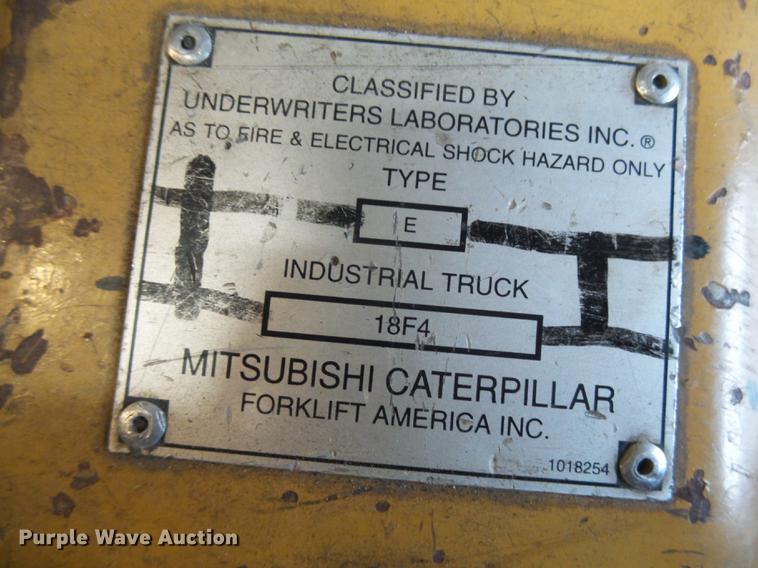 CLASSIFIED BY
UNDERWRITERS LABORATORIES INC.®
AS TO FIRE & ELECTRICAL SHOCK HAZARD ONLY
TYPE
E
INDUSTRIAL TRUCK
18F4
MITSUBISHI CATERPILLAR
FORKLIFT AMERICA INC.
1018254
Purple Wave Auction